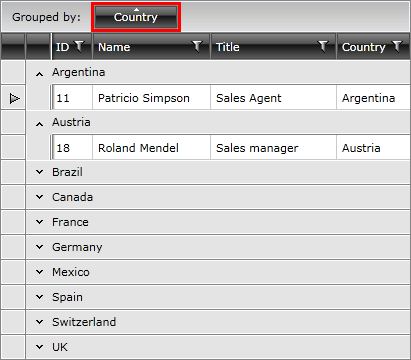 Grouped by: Country
ID Name Title Country
Argentina
11 Patricio Simpson Sales Agent Argentina
Austria
18 Roland Mendel Sales manager Austria
Brazil
Canada
France
Germany
Mexico
Spain
Switzerland
UK